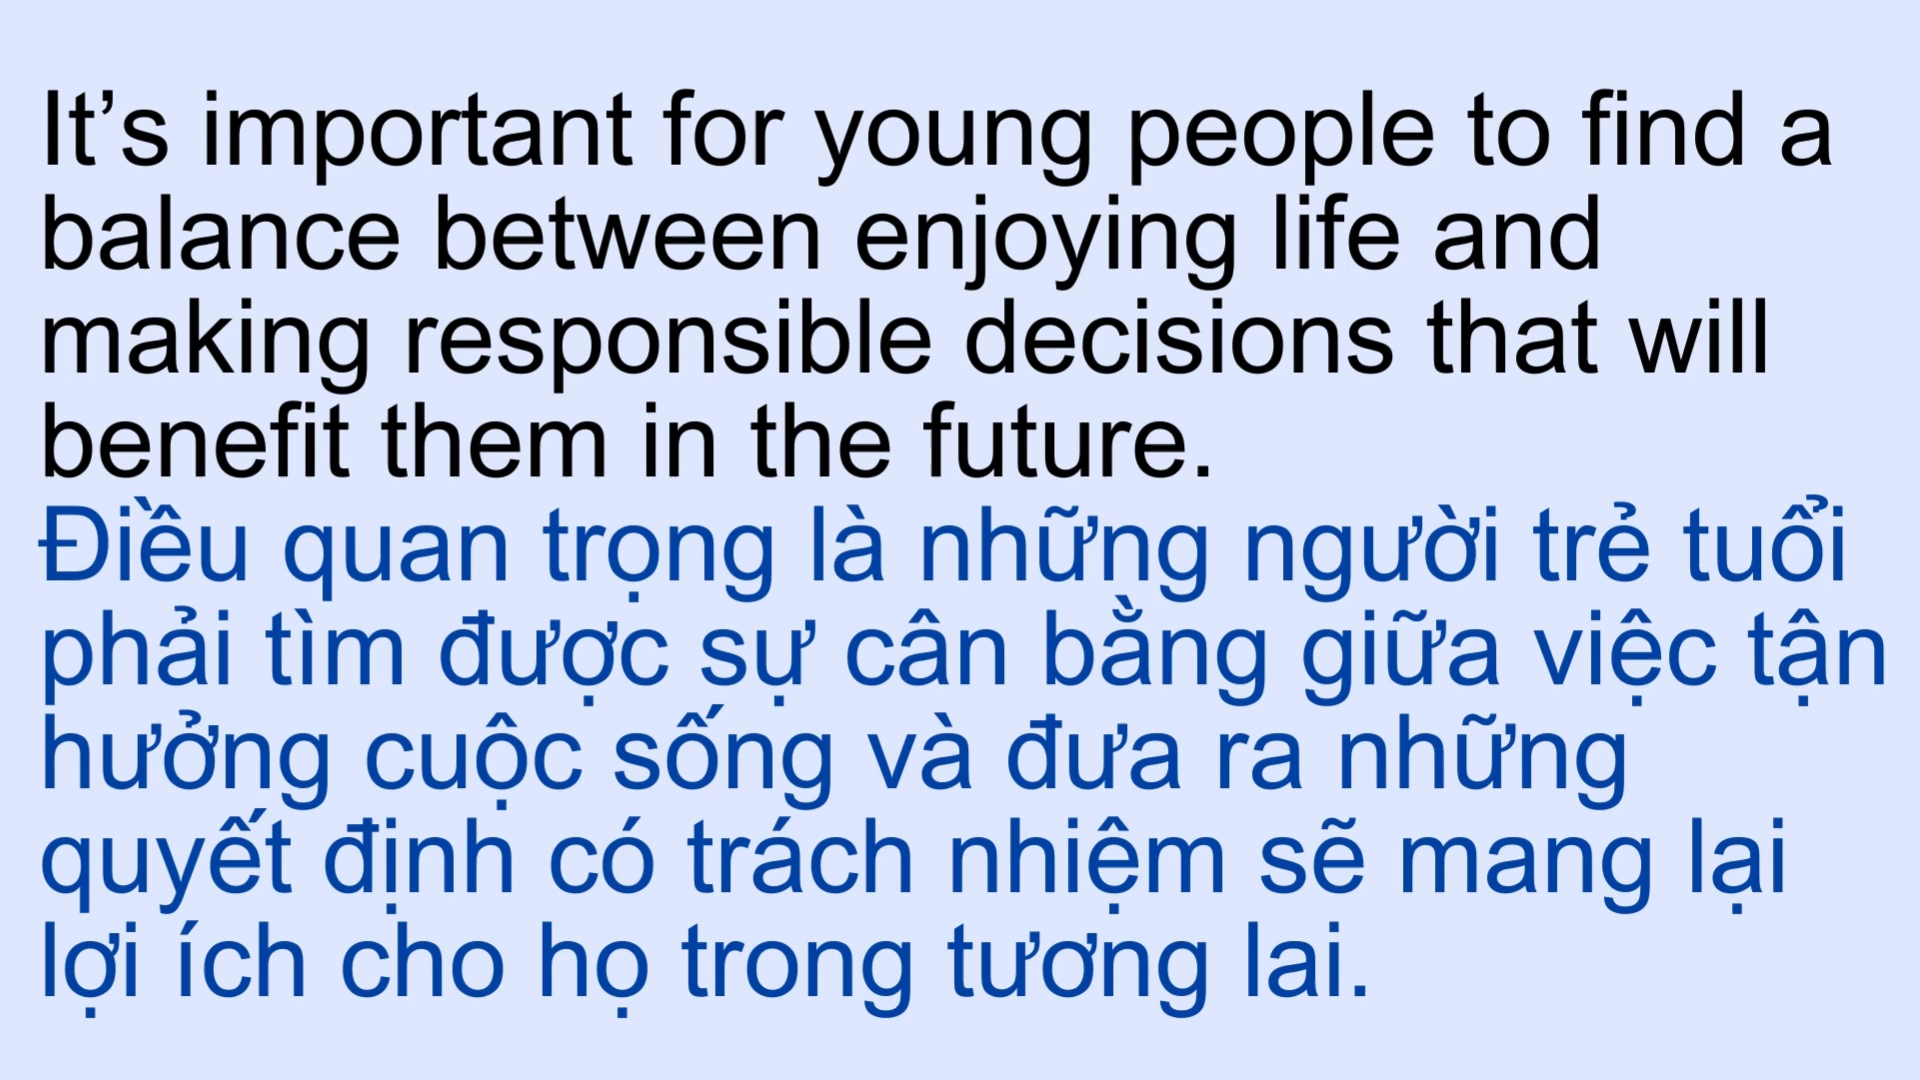 It’s important for young people to find a
balance between enjoying life and
making responsible decisions that will
benefit them in the future.
Điều quan trọng là những người trẻ tuổi
phải tìm được sự cân bằng giữa việc tận
hưởng cuộc sống và đưa ra những
quyết định có trách nhiệm sẽ mang lại
lợi ích cho họ trong tương lai.